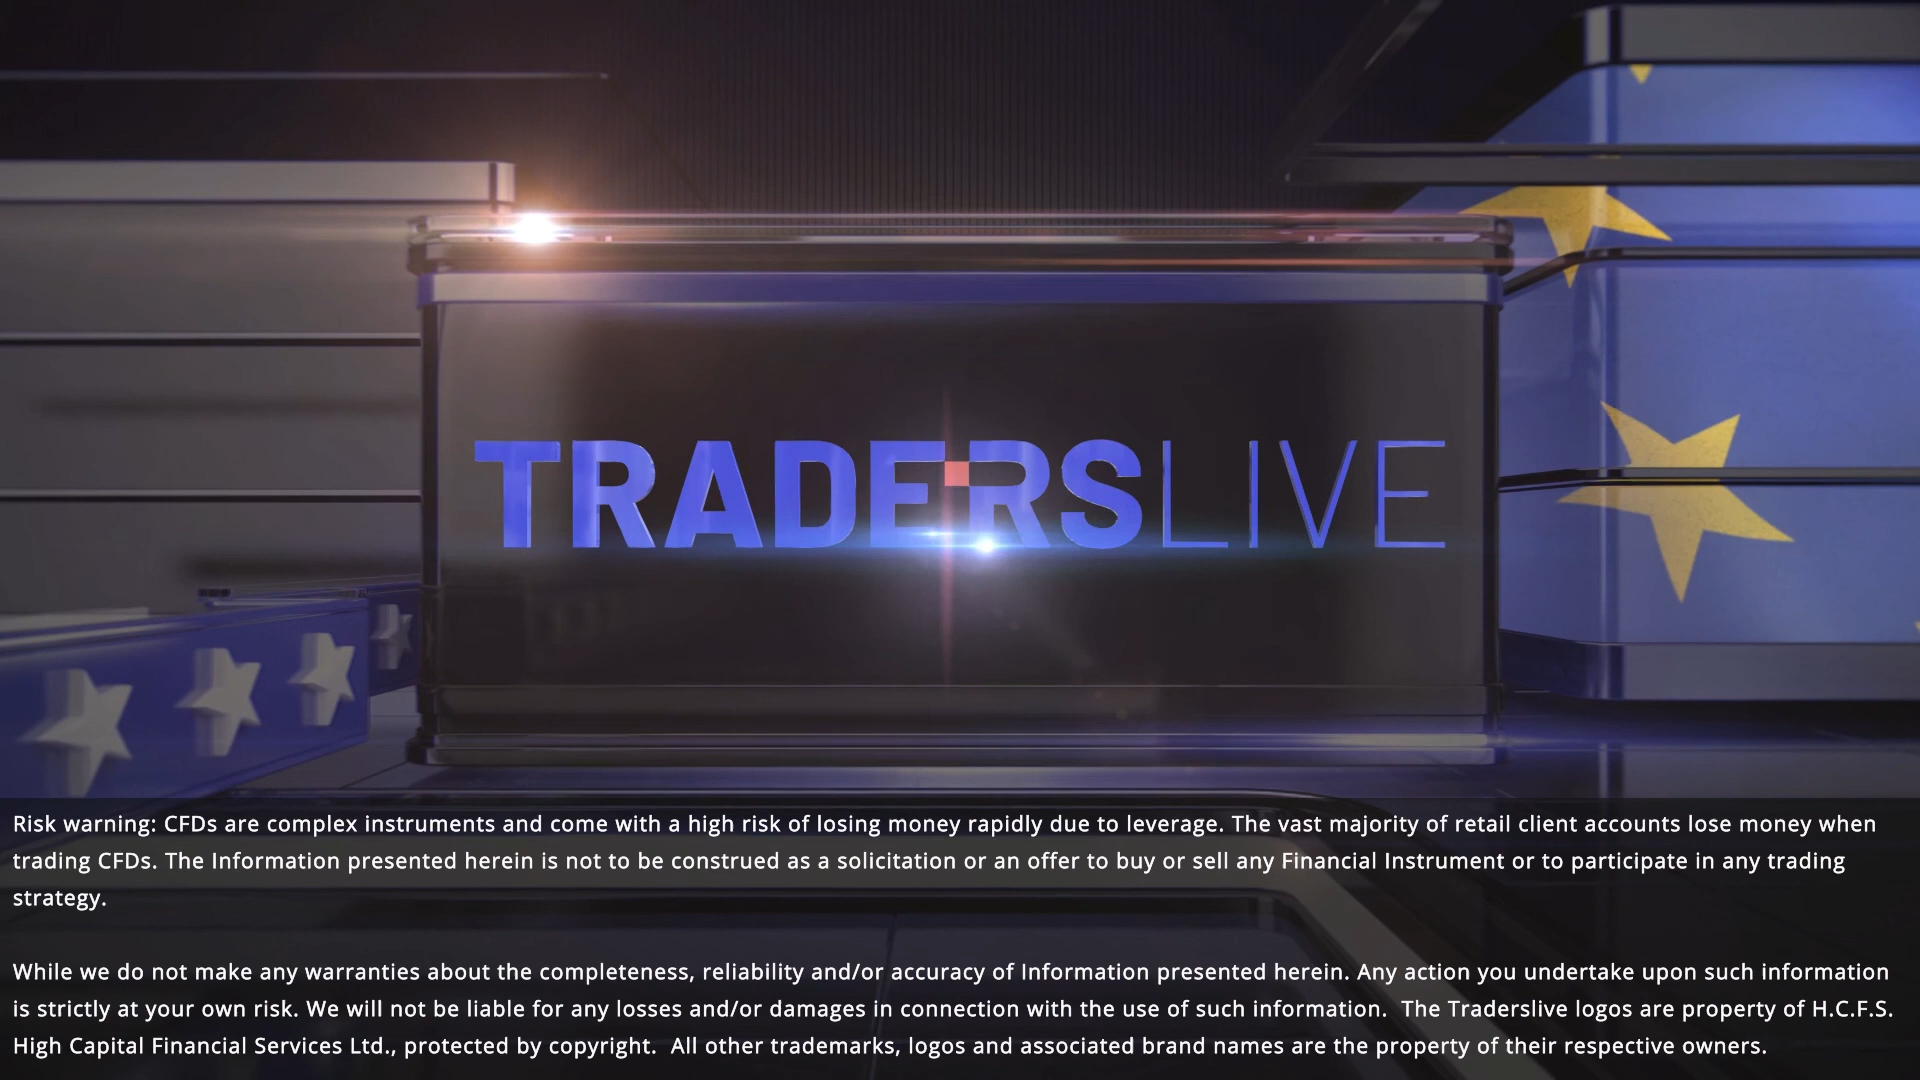 TRADERSLIVE
Risk warning: CFDs are complex instruments and come with a high risk of losing money rapidly due to leverage. The vast majority of retail client accounts lose money when
trading CFDs. The Information presented herein is not to be construed as a solicitation or an offer to buy or sell any Financial Instrument or to participate in any trading
strategy.
While we do not make any warranties about the completeness, reliability and/or accuracy of Information presented herein. Any action you undertake upon such information
is strictly at your own risk. We will not be liable for any losses and/or damages in connection with the use of such information.  The Traderslive logos are property of H.C.F.S.
High Capital Financial Services Ltd., protected by copyright.  All other trademarks, logos and associated brand names are the property of their respective owners.